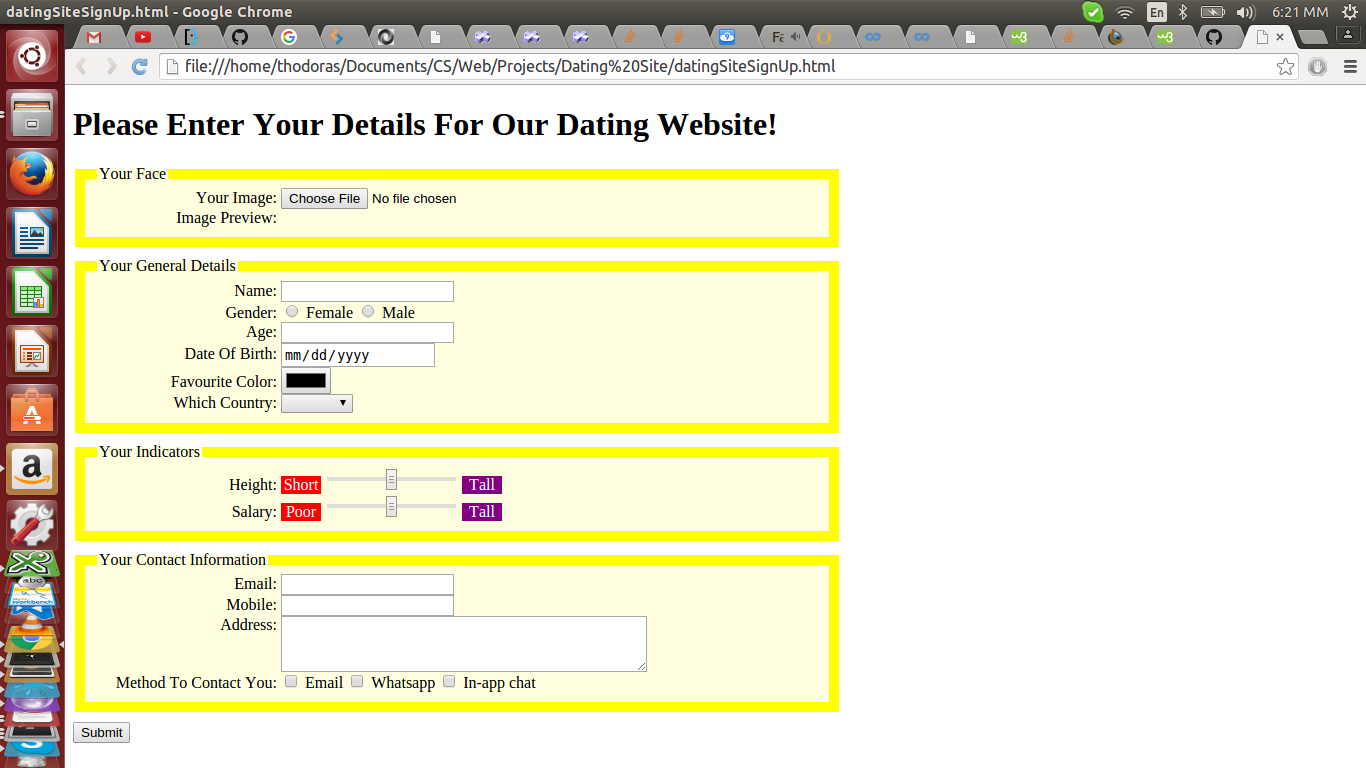 datingSiteSignUp.html - Google Chrome
En
6:21 ΜΜ
file:///home/thodoras/Documents/CS/Web/Projects/Dating%20Site/datingSiteSignUp.html
Please Enter Your Details For Our Dating Website!
Your Face
Your Image: Choose File No file chosen
Image Preview:
Your General Details
Name:
Gender: Female Male
Age:
Date Of Birth: mm/dd/yyyy
Favourite Color:
Which Country:
Your Indicators
Height: Short Tall
Salary: Poor Tall
Your Contact Information
Email:
Mobile:
Address:
Method To Contact You: Email Whatsapp In-app chat
Submit